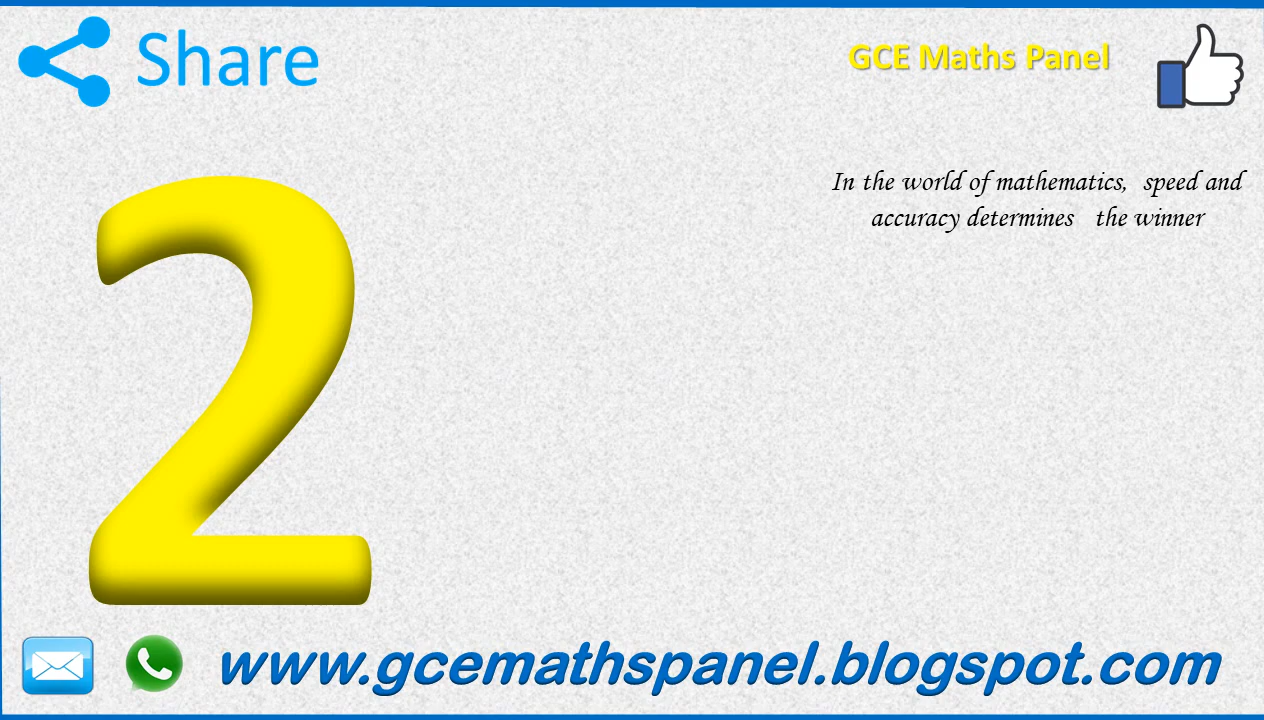 Share
GCE Maths Panel
In the world of mathematics, speed and
accuracy determines the winner
2
www.gcemathspanel.blogspot.com